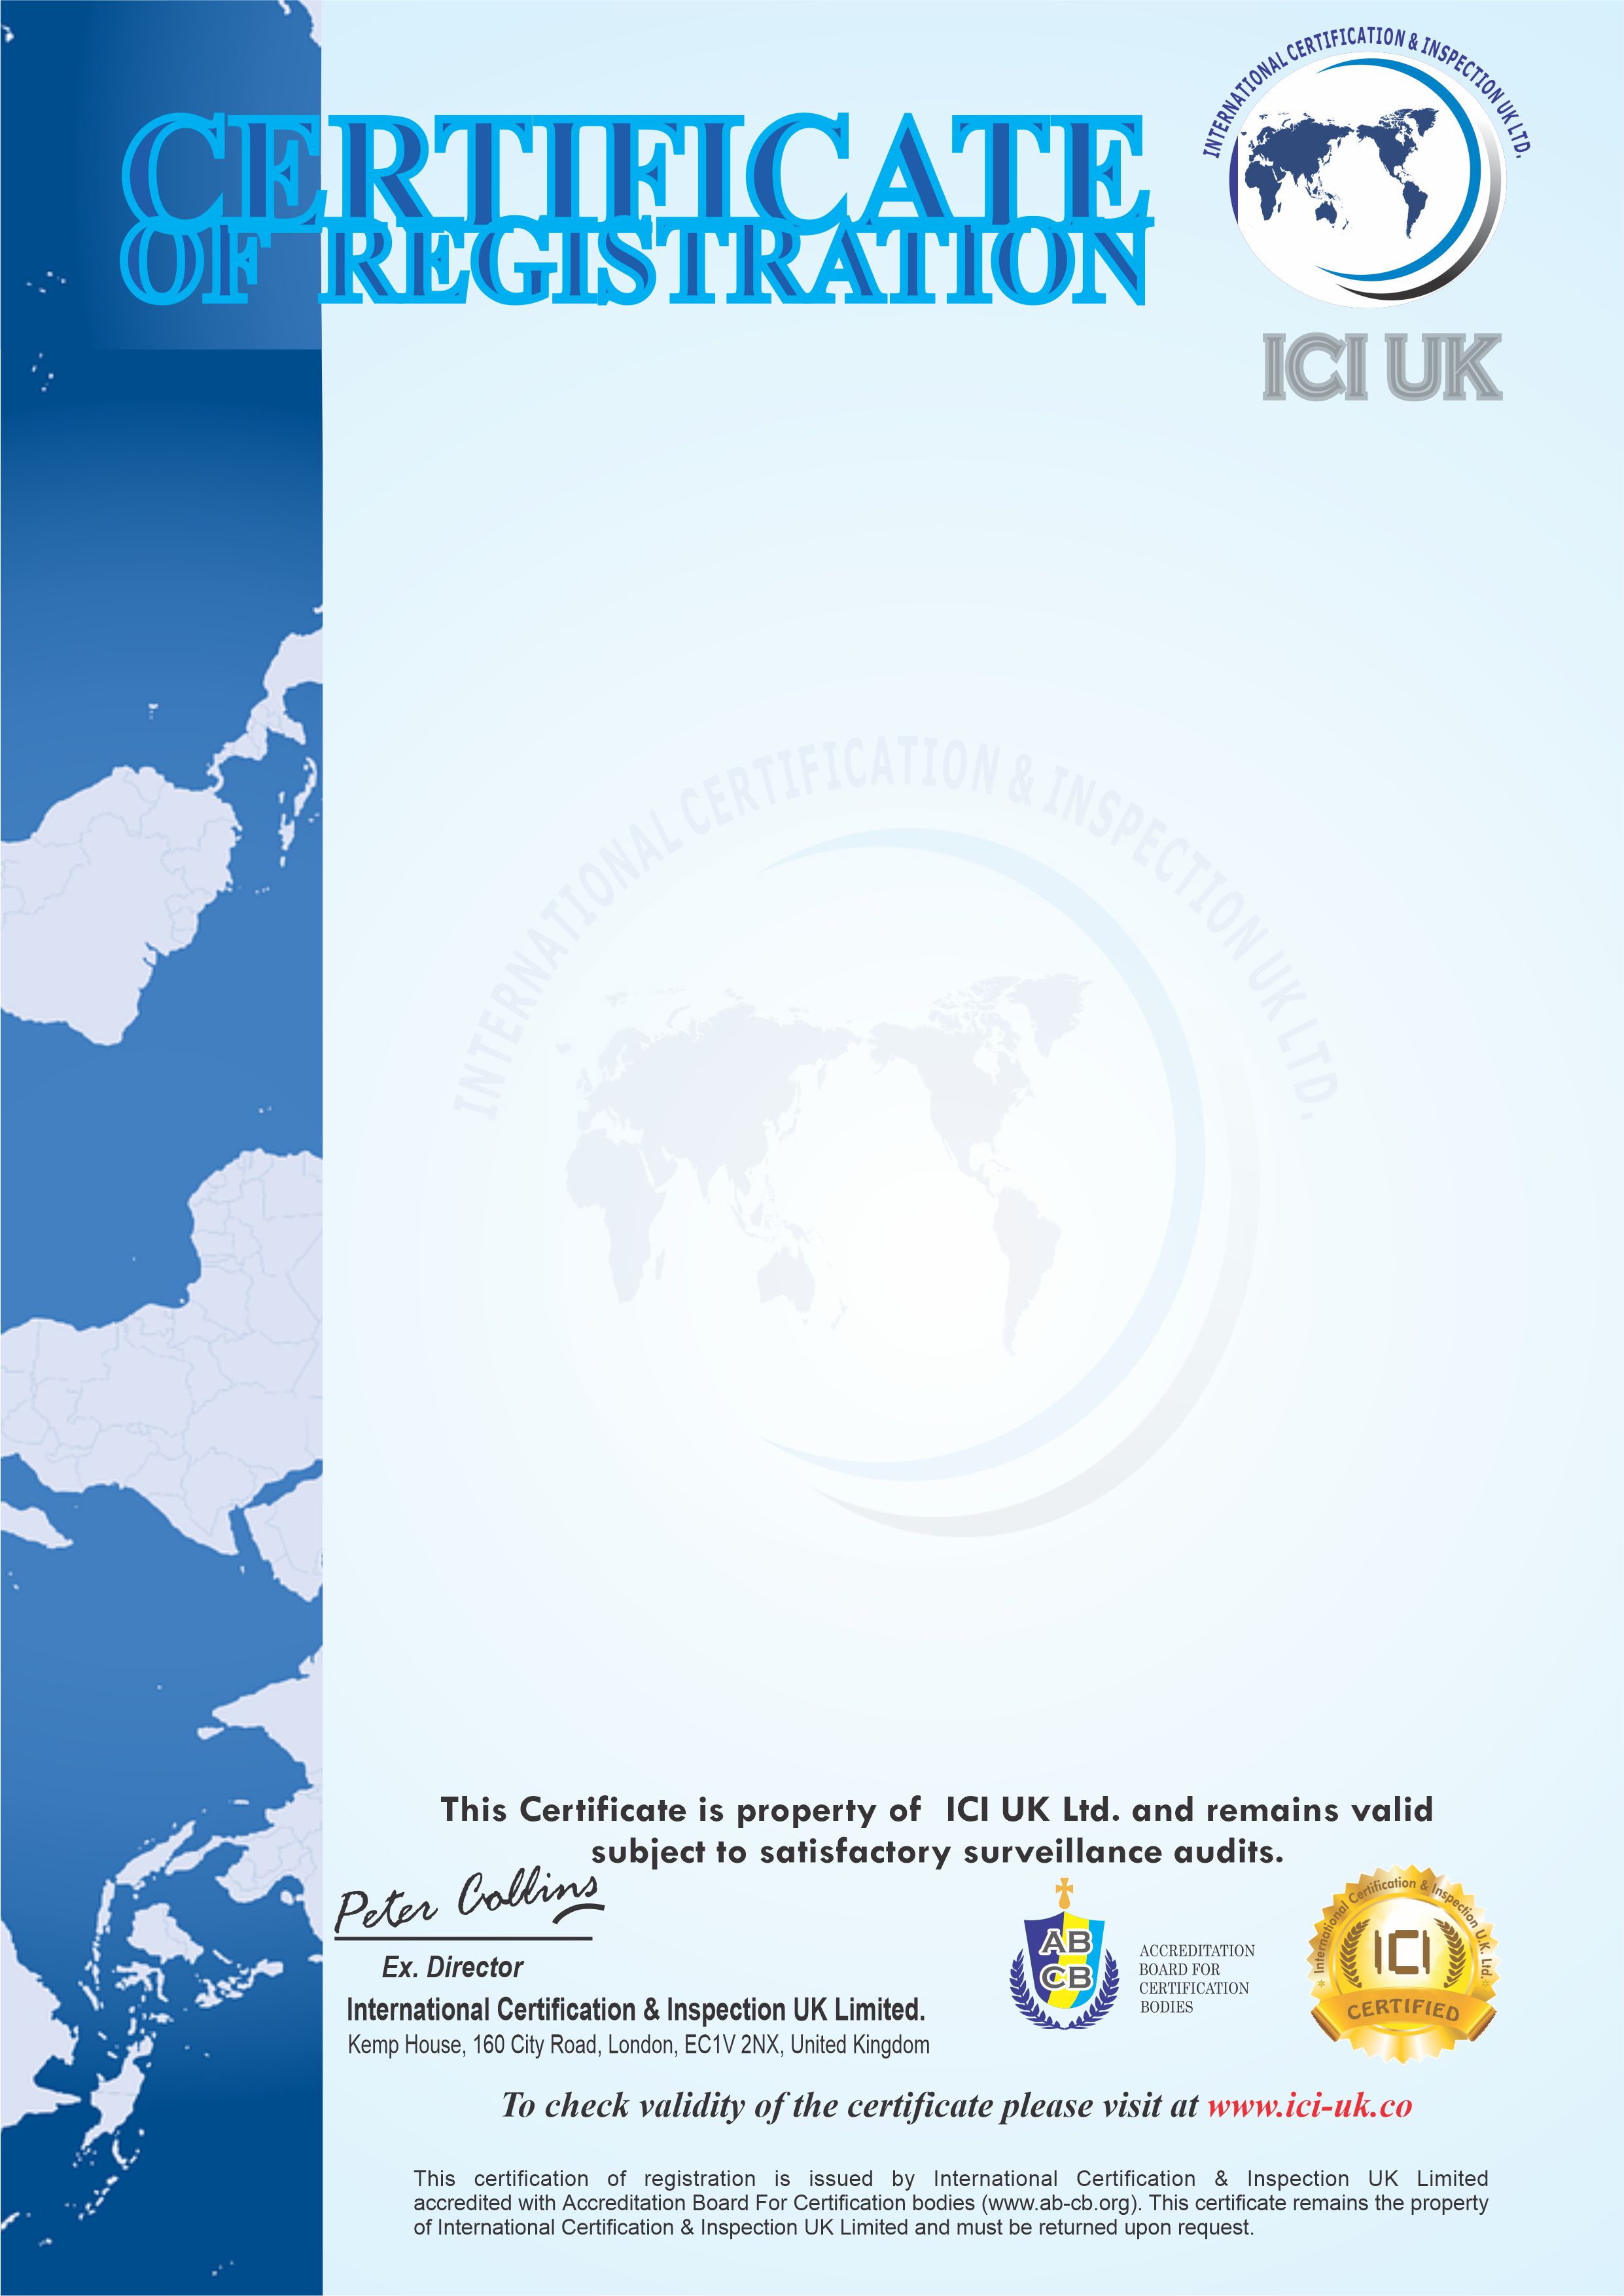 INTERNATIONAL CERTIFICATION & INSPECTION UK LTD.
CERTIFICATE
OF REGISTRATION
ICI UK
INTERNATIONAL CERTIFICATION & INSPECTION UK LTD.
This Certificate is property of ICI UK Ltd. and remains valid
subject to satisfactory surveillance audits.
Peter Collins
Ex. Director
International Certification & Inspection UK Limited.
Kemp House, 160 City Road, London, EC1V 2NX, United Kingdom
AB
CB
ACCREDITATION
BOARD FOR
CERTIFICATION
BODIES
International Certification & Inspection U.K. Ltd.
ICI
CERTIFIED
To check validity of the certificate please visit at www.ici-uk.co
This certification of registration is issued by International Certification & Inspection UK Limited
accredited with Accreditation Board For Certification bodies (www.ab-cb.org). This certificate remains the property
of International Certification & Inspection UK Limited and must be returned upon request.